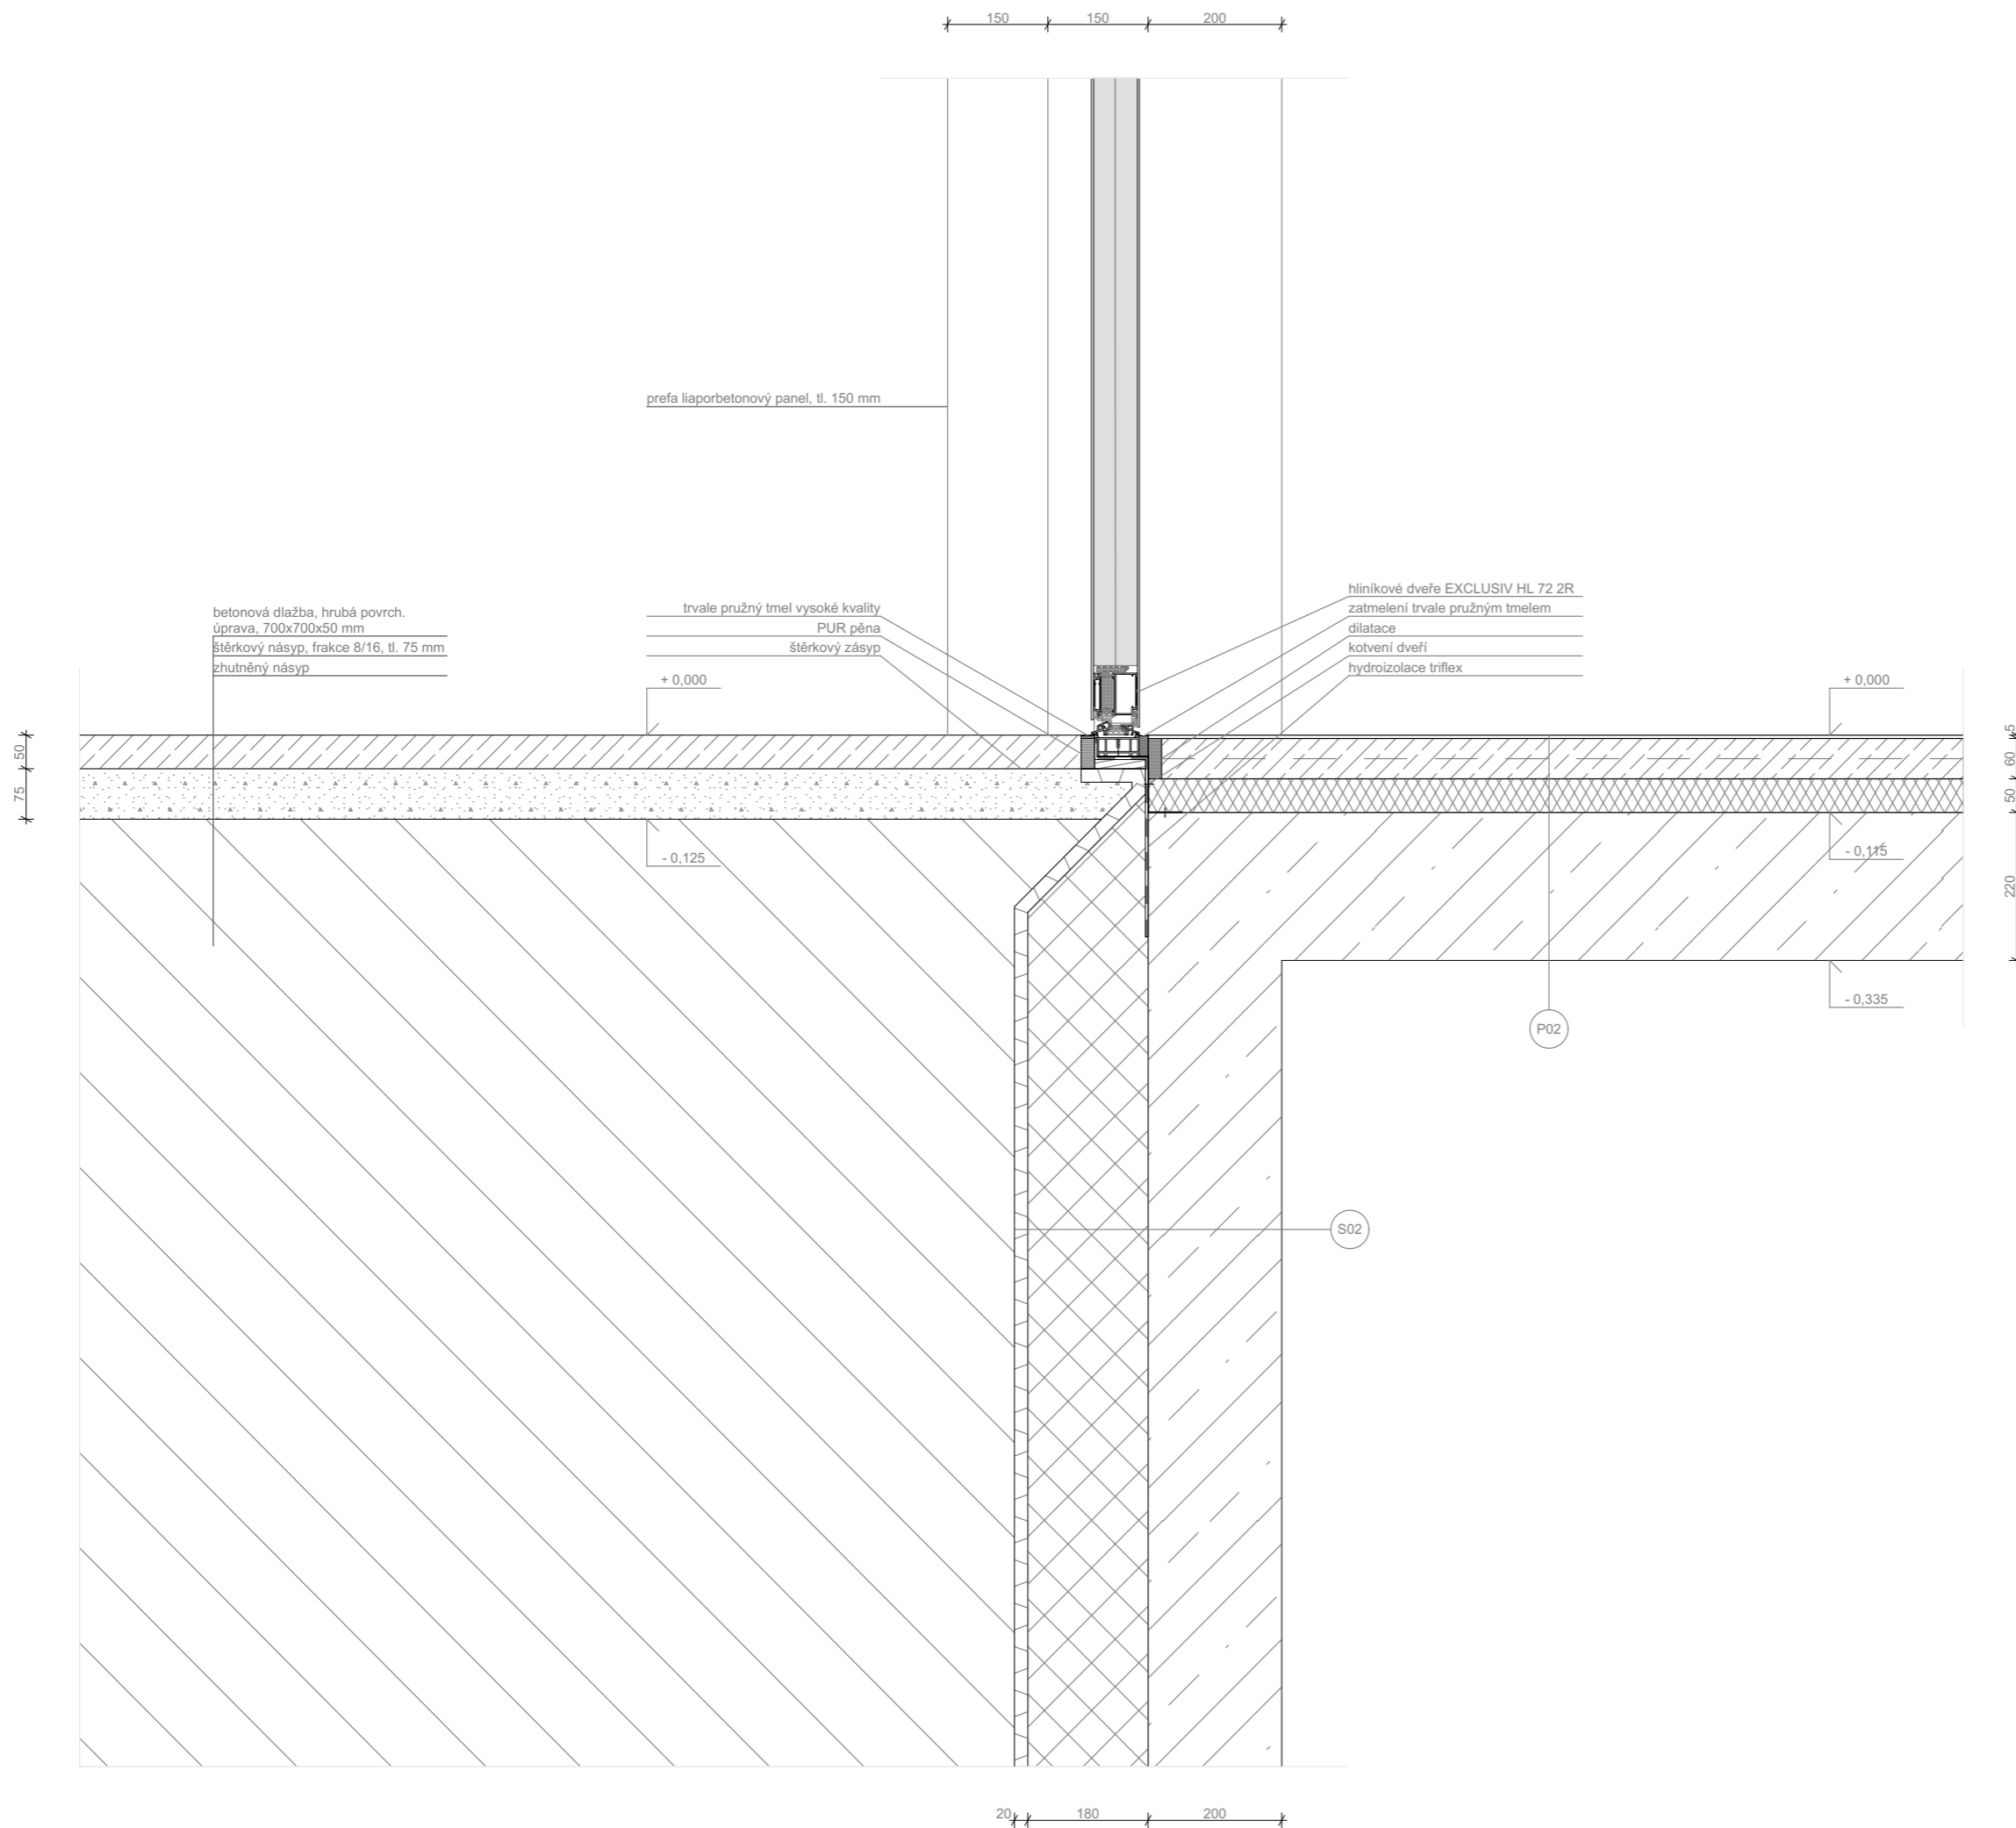 150
150
200
prefa liaporbetonový panel, tl. 150 mm
betonová dlažba, hrubá povrch.
úprava, 700x700x50 mm
štěrkový násyp, frakce 8/16, tl. 75 mm
zhutněný násyp
trvale pružný tmel vysoké kvality
PUR pěna
štěrkový zásyp
hliníkové dveře EXCLUSIV HL 72 2R
zatmelení trvale pružným tmelem
dilatace
kotvení dveří
hydroizolace triflex
+ 0,000
+ 0,000
50
75
5
60
50
220
- 0,125
- 0,115
- 0,335
P02
S02
20
180
200